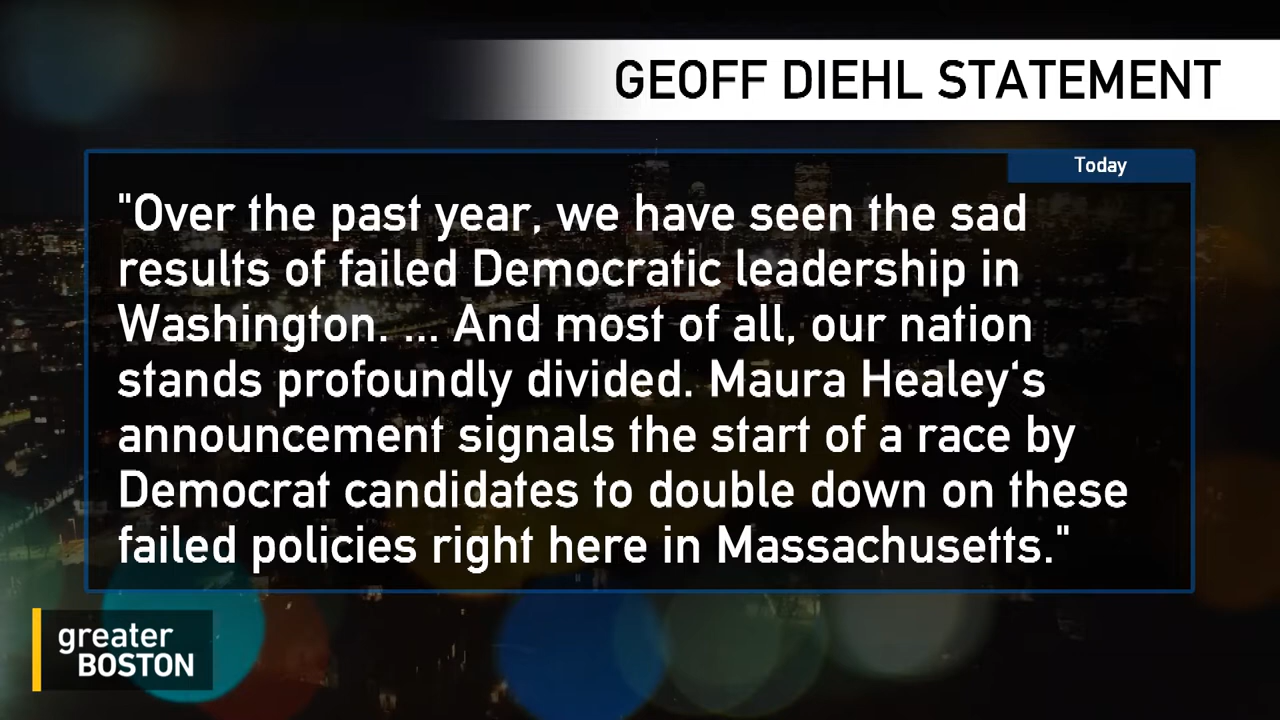 GEOFF DIEHL STATEMENT
Today
"Over the past year, we have seen the sad
results of failed Democratic leadership in
Washington. ... And most of all, our nation
stands profoundly divided. Maura Healey‘s
announcement signals the start of a race by
Democrat candidates to double down on these
failed policies right here in Massachusetts."
greater
BOSTON